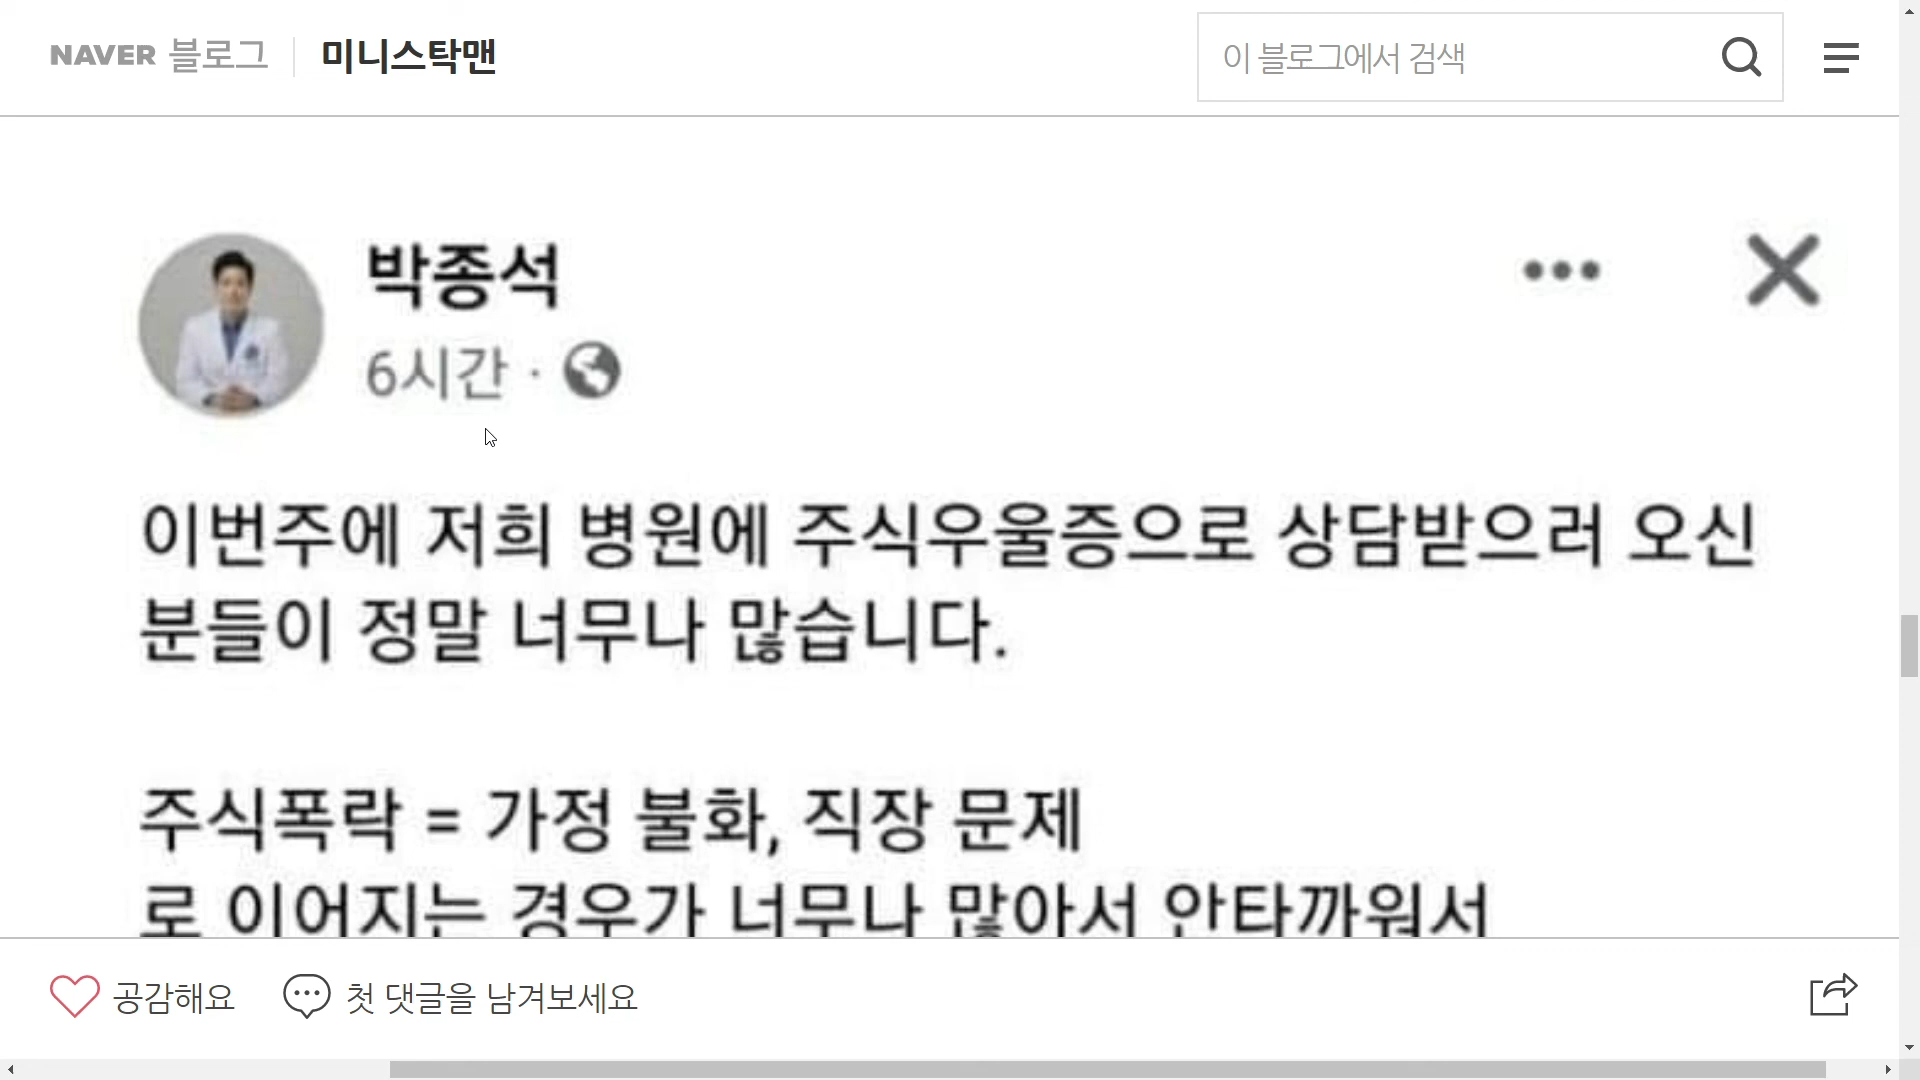 NAVER 블로그 미니스탁맨
이 블로그에서 검색
박종석
6시간 ·
이번주에 저희 병원에 주식우울증으로 상담받으러 오신
분들이 정말 너무나 많습니다.
주식폭락 = 가정 불화, 직장 문제
로 이어지는 경우가 너무나 많아서 안타까워서
공감해요 첫 댓글을 남겨보세요